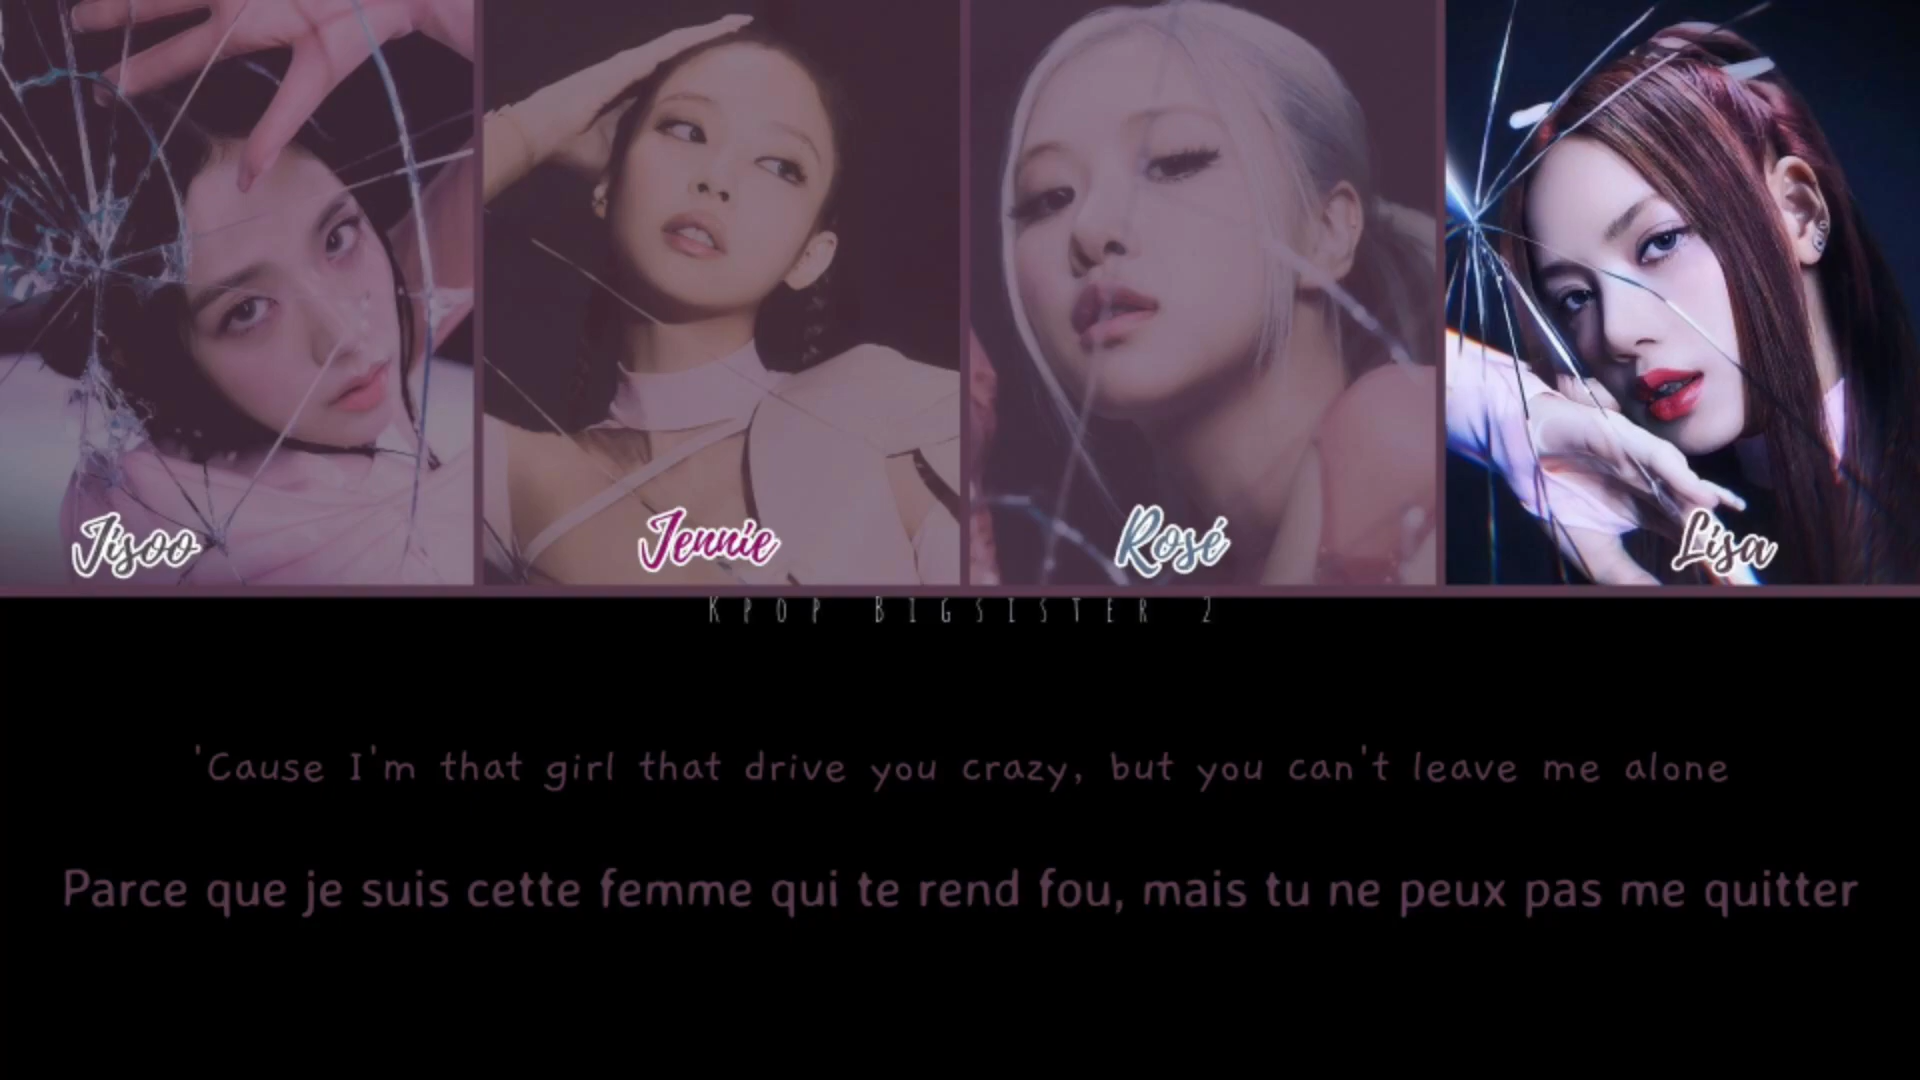 Jisoo
Jennie
Rosé
Lisa
KPOP BIGSISTER 2
'Cause I'm that girl that drive you crazy, but you can't leave me alone
Parce que je suis cette femme qui te rend fou, mais tu ne peux pas me quitter